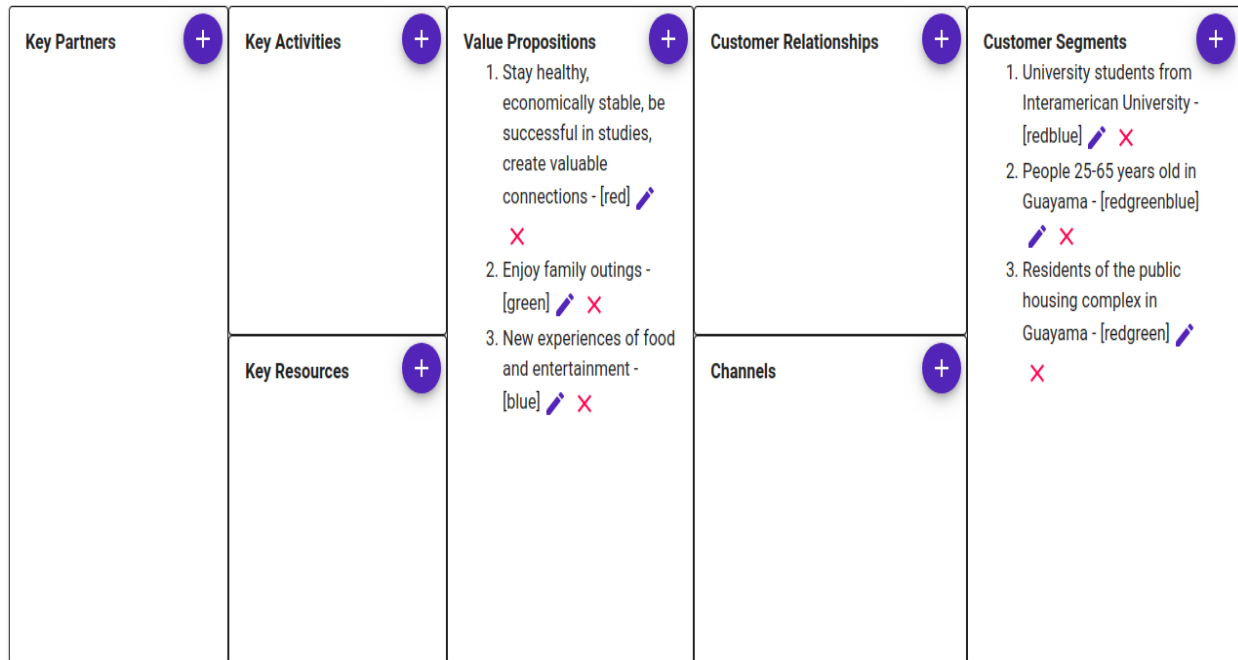 Key Partners
+
Key Activities
+
Value Propositions
+
1. Stay healthy,
economically stable, be
successful in studies,
create valuable
connections - [red]
2. Enjoy family outings -
[green]
3. New experiences of food
and entertainment -
[blue]
Customer Relationships
+
Customer Segments
+
1. University students from
Interamerican University -
[redblue]
2. People 25-65 years old in
Guayama - [redgreenblue]
3. Residents of the public
housing complex in
Guayama - [redgreen]
Key Resources
+
Channels
+